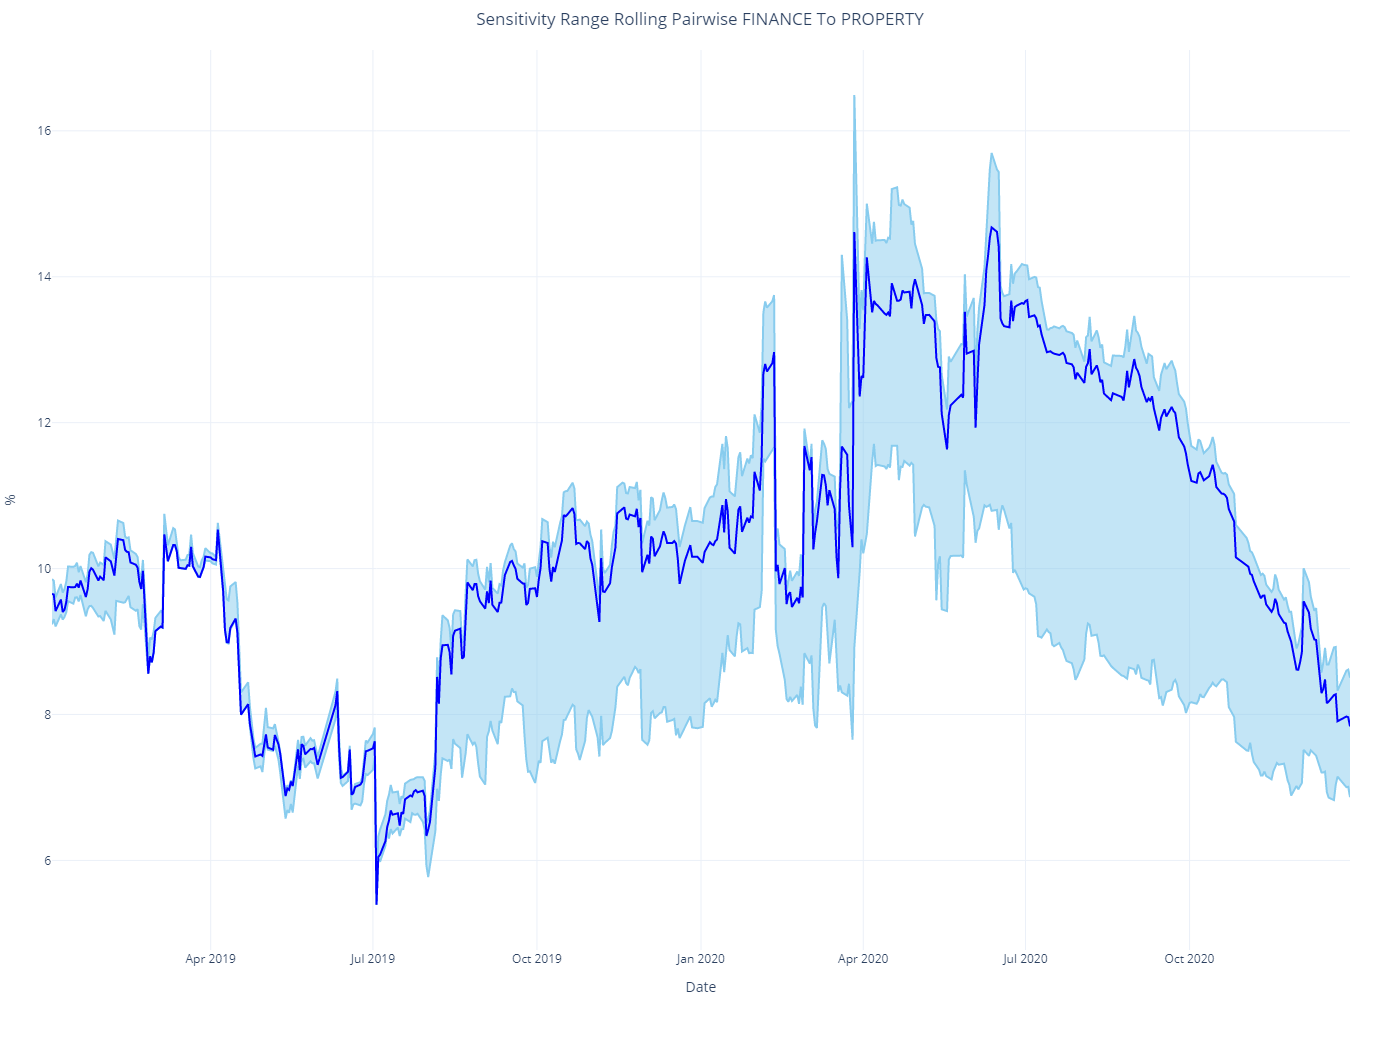 Sensitivity Range Rolling Pairwise FINANCE To PROPERTY
16
14
12
10
8
6
%
Apr 2019
Jul 2019
Oct 2019
Jan 2020
Apr 2020
Jul 2020
Oct 2020
Date